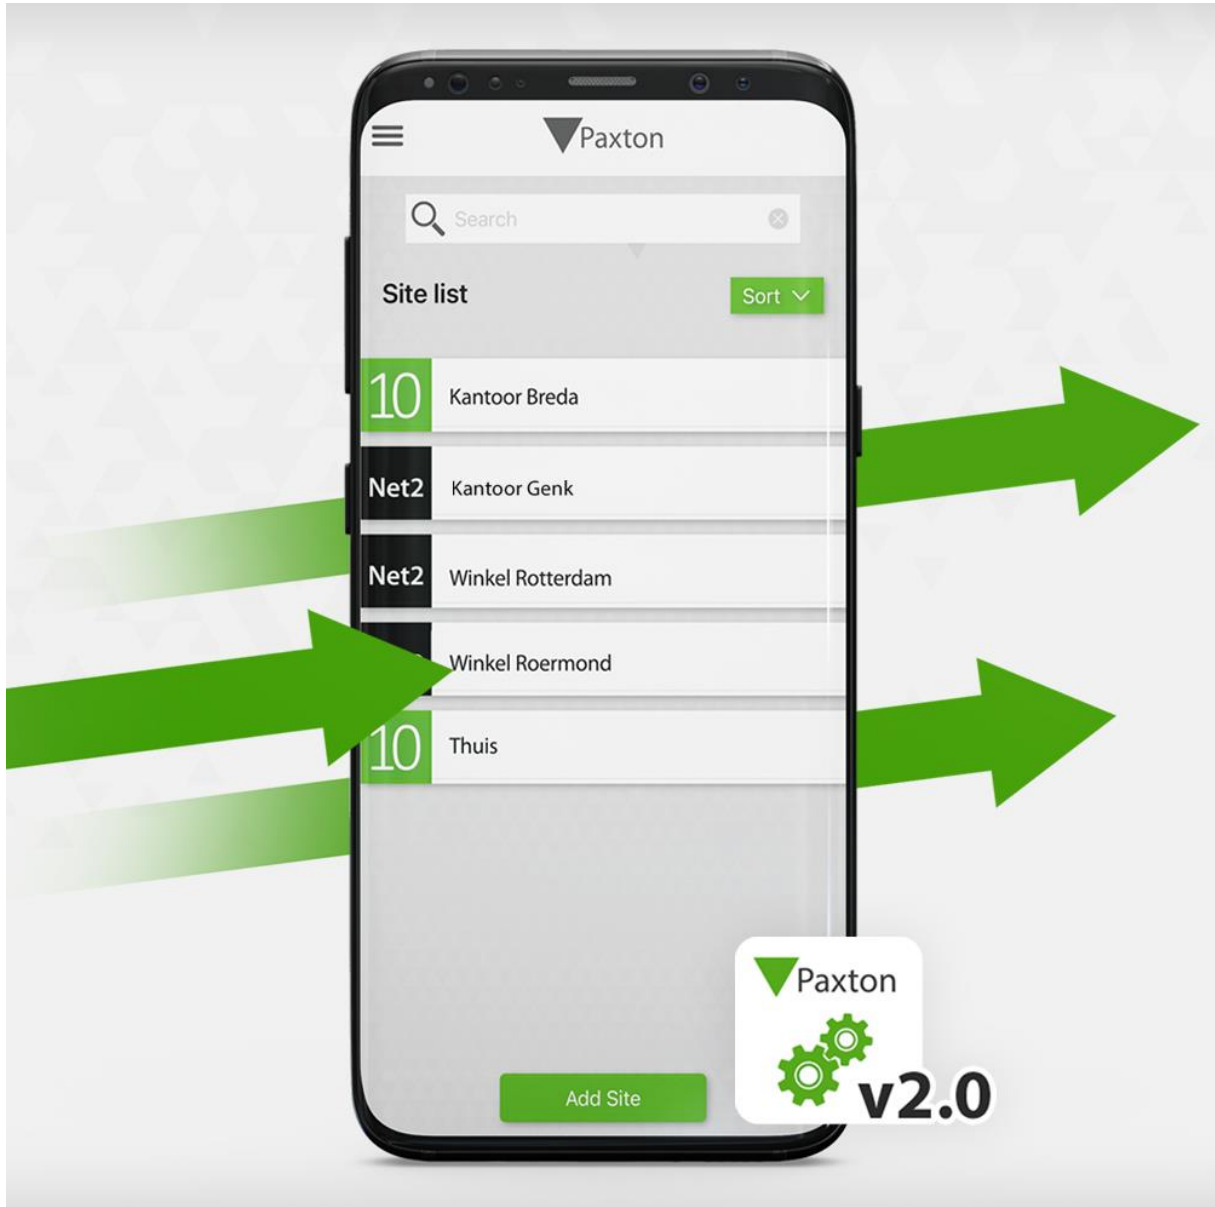 Paxton
Search
Site list
Sort
10 Kantoor Breda
Net2 Kantoor Genk
Net2 Winkel Rotterdam
Winkel Roermond
10 Thuis
Add Site
Paxton
v2.0